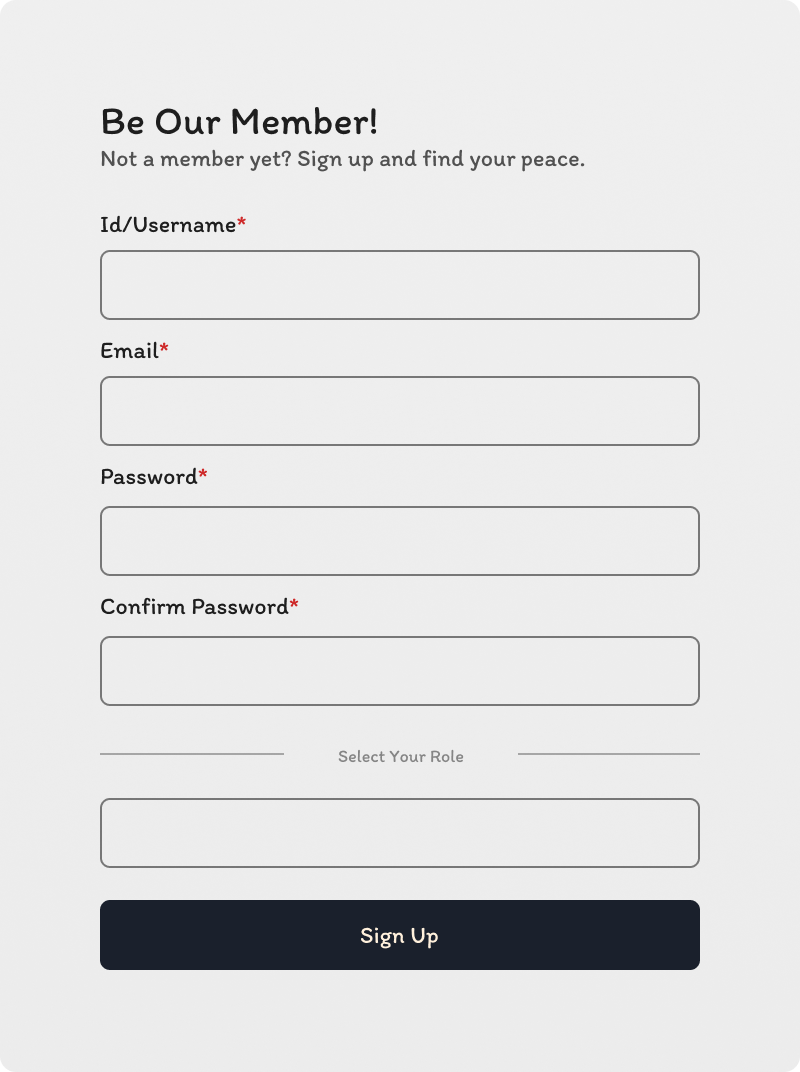 Be Our Member!
Not a member yet? Sign up and find your peace.
Id/Username*
Email*
Password*
Confirm Password*
Select Your Role
Sign Up